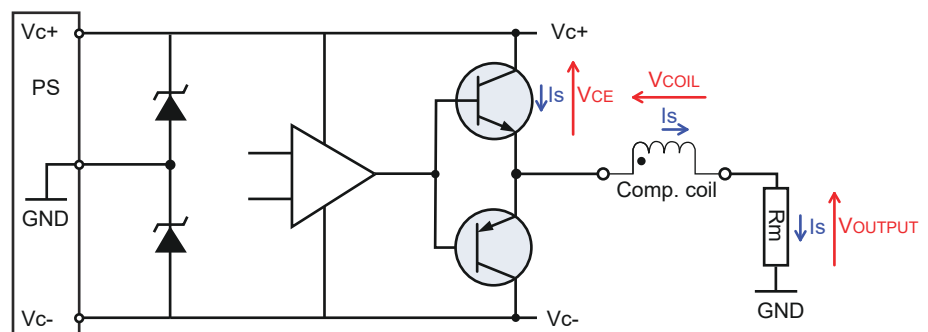 Vc+
Vc+
PS
Is
VCE
VCOIL
Is
Comp. coil
GND
Rm
Is
VOUTPUT
GND
Vc-
Vc-